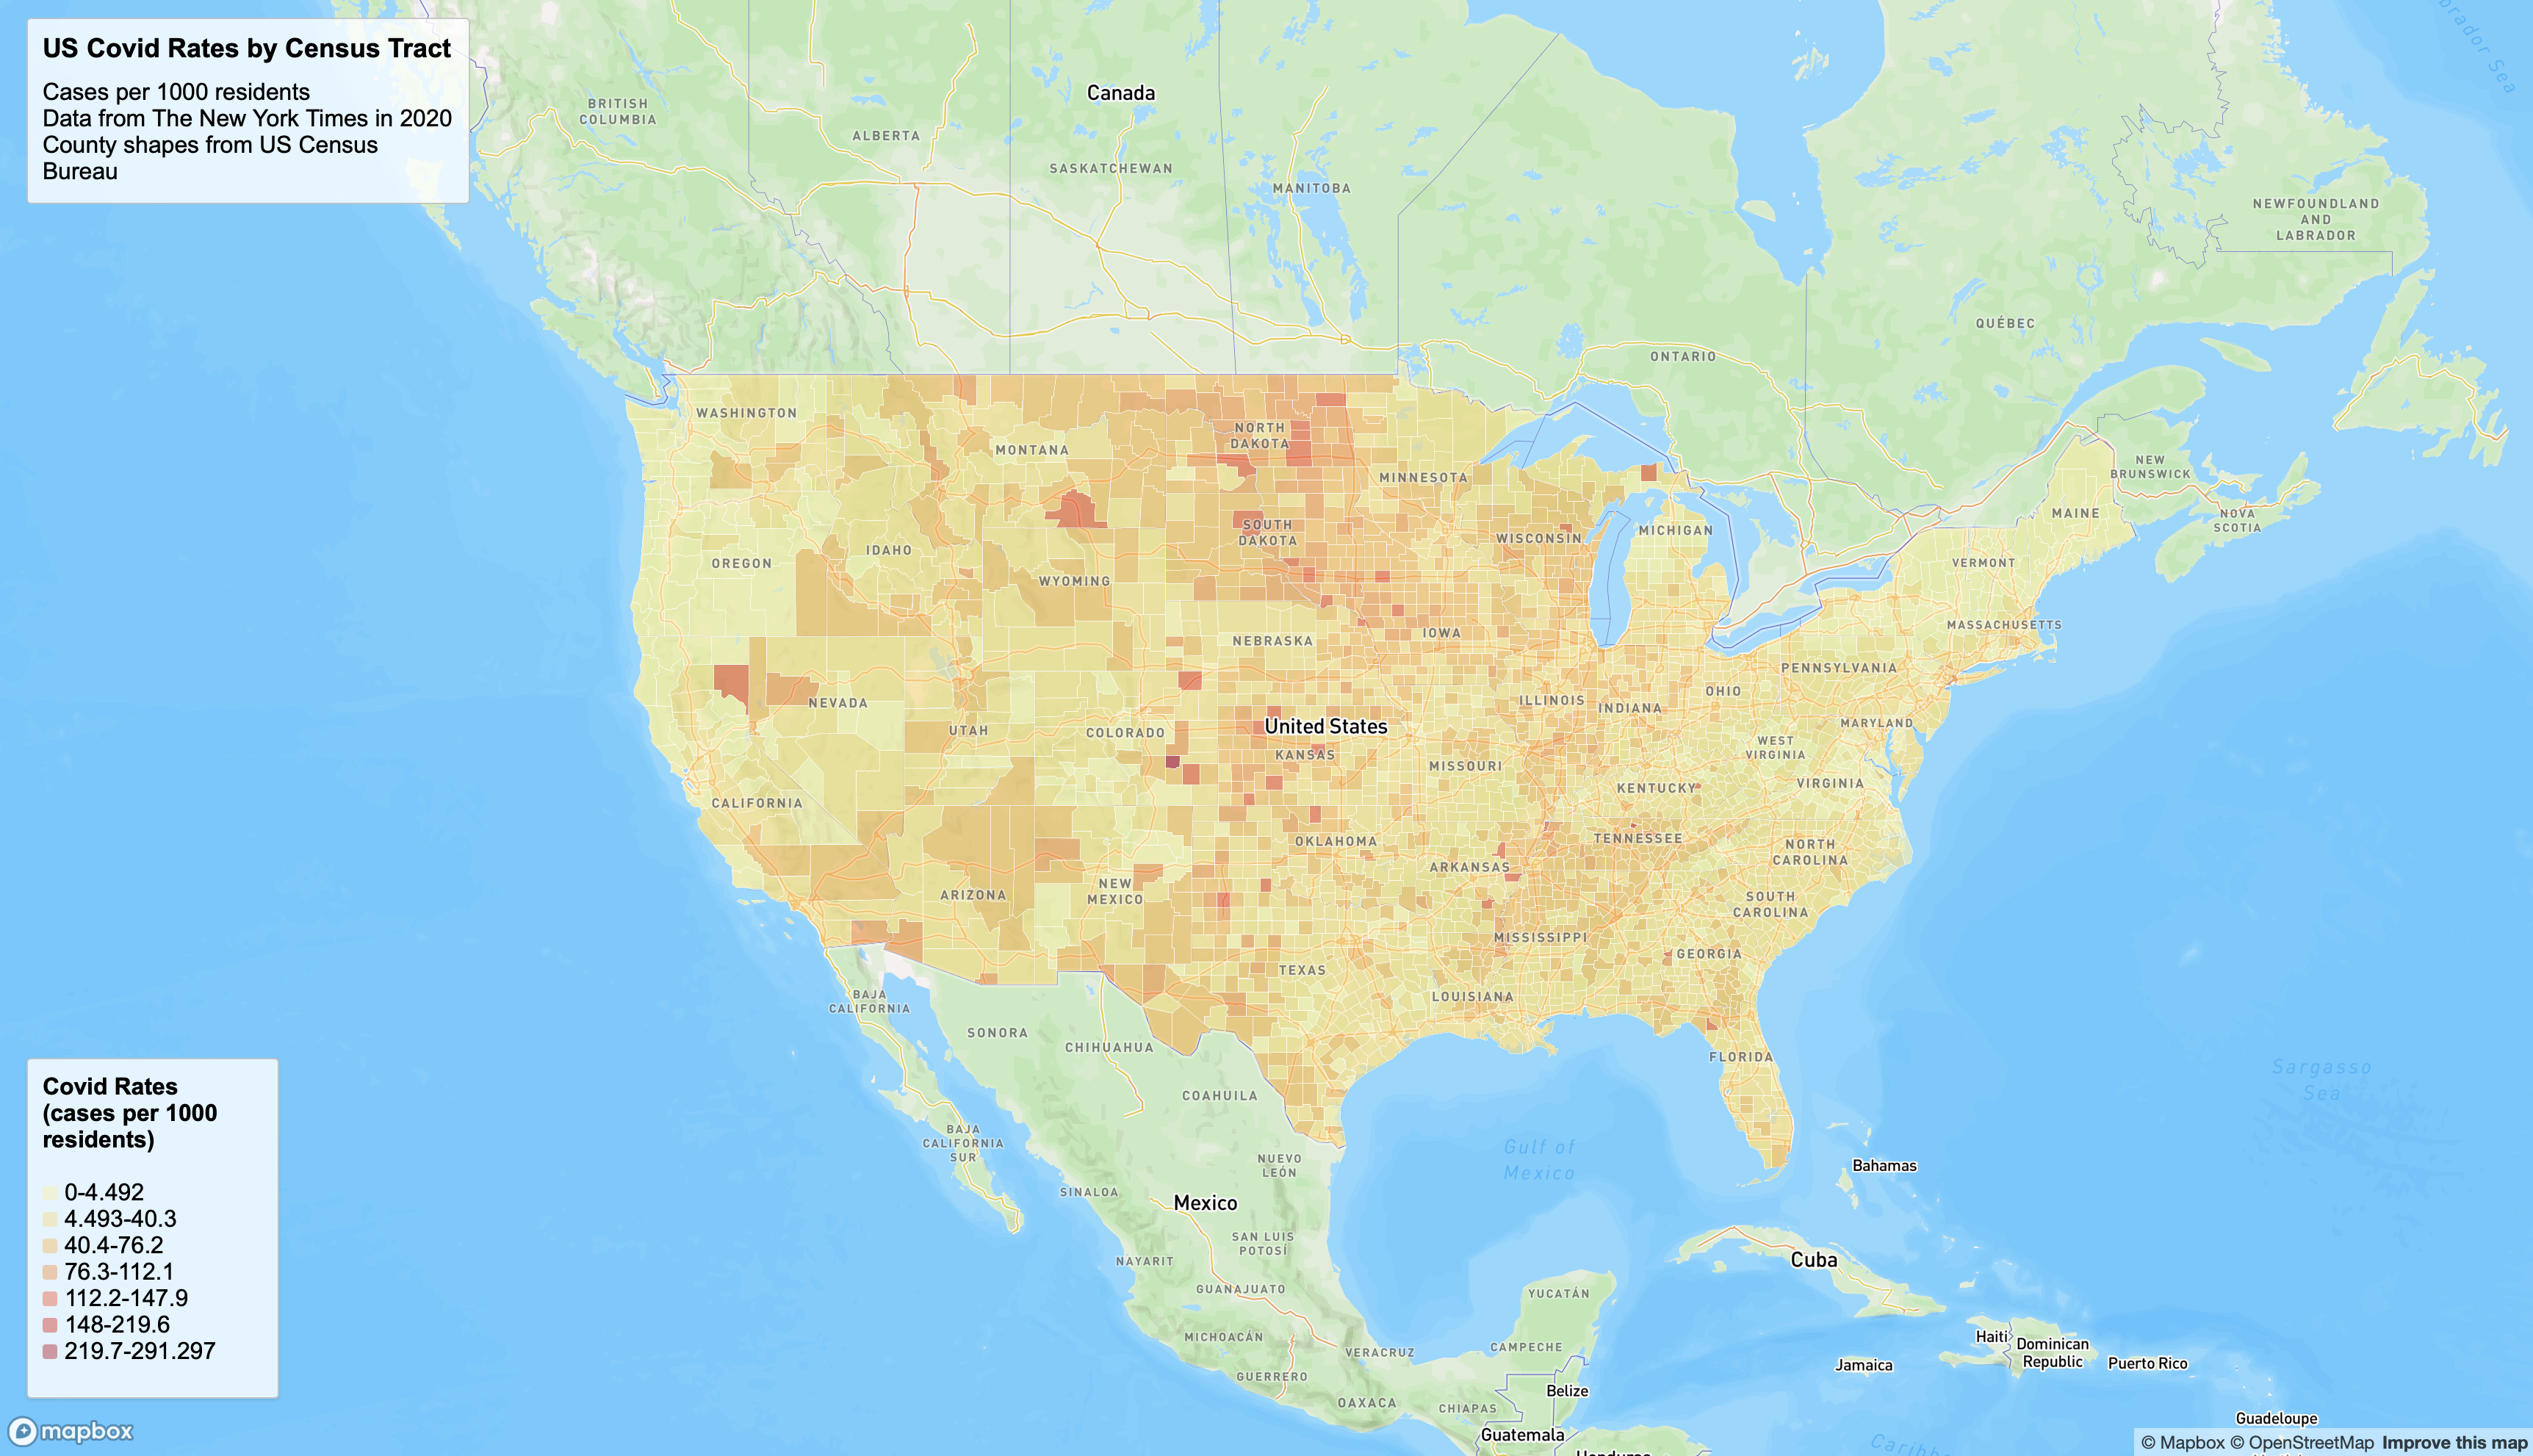 US Covid Rates by Census Tract
Cases per 1000 residents
Data from The New York Times in 2020
County shapes from US Census
Bureau
Canada
BRITISH
COLUMBIA
ALBERTA
SASKATCHEWAN
MANITOBA
ONTARIO
QUÉBEC
NEWFOUNDLAND
AND
LABRADOR
NEW
BRUNSWICK
NOVA
SCOTIA
brador Sea
WASHINGTON
MONTANA
NORTH
DAKOTA
MINNESOTA
SOUTH
DAKOTA
WISCONSIN
MICHIGAN
MAINE
VERMONT
OREGON
IDAHO
WYOMING
NEBRASKA
IOWA
MASSACHUSETTS
PENNSYLVANIA
NEVADA
UTAH
COLORADO
United States
KANSAS
ILLINOIS
INDIANA
OHIO
MARYLAND
WEST
VIRGINIA
VIRGINIA
MISSOURI
KENTUCKY
CALIFORNIA
ARIZONA
NEW
MEXICO
OKLAHOMA
ARKANSAS
TENNESSEE
NORTH
CAROLINA
SOUTH
CAROLINA
MISSISSIPPI
GEORGIA
TEXAS
LOUISIANA
FLORIDA
BAJA
CALIFORNIA
SONORA
CHIHUAHUA
COAHUILA
BAJA
CALIFORNIA
SUR
NUEVO
LEÓN
SINALOA
Mexico
SAN LUIS
POTOSÍ
NAYARIT
GUANAJUATO
MICHOACÁN
VERACRUZ
GUERRERO
OAXACA
CHIAPAS
CAMPECHE
YUCATÁN
Gulf of
Mexico
Sargasso
Sea
Bahamas
Cuba
Haiti
Dominican
Republic
Puerto Rico
Jamaica
Belize
Guatemala
Honduras
Guadeloupe
Caribb
Covid Rates
(cases per 1000
residents)
0-4.492
4.493-40.3
40.4-76.2
76.3-112.1
112.2-147.9
148-219.6
219.7-291.297
mapbox
© Mapbox © OpenStreetMap Improve this map